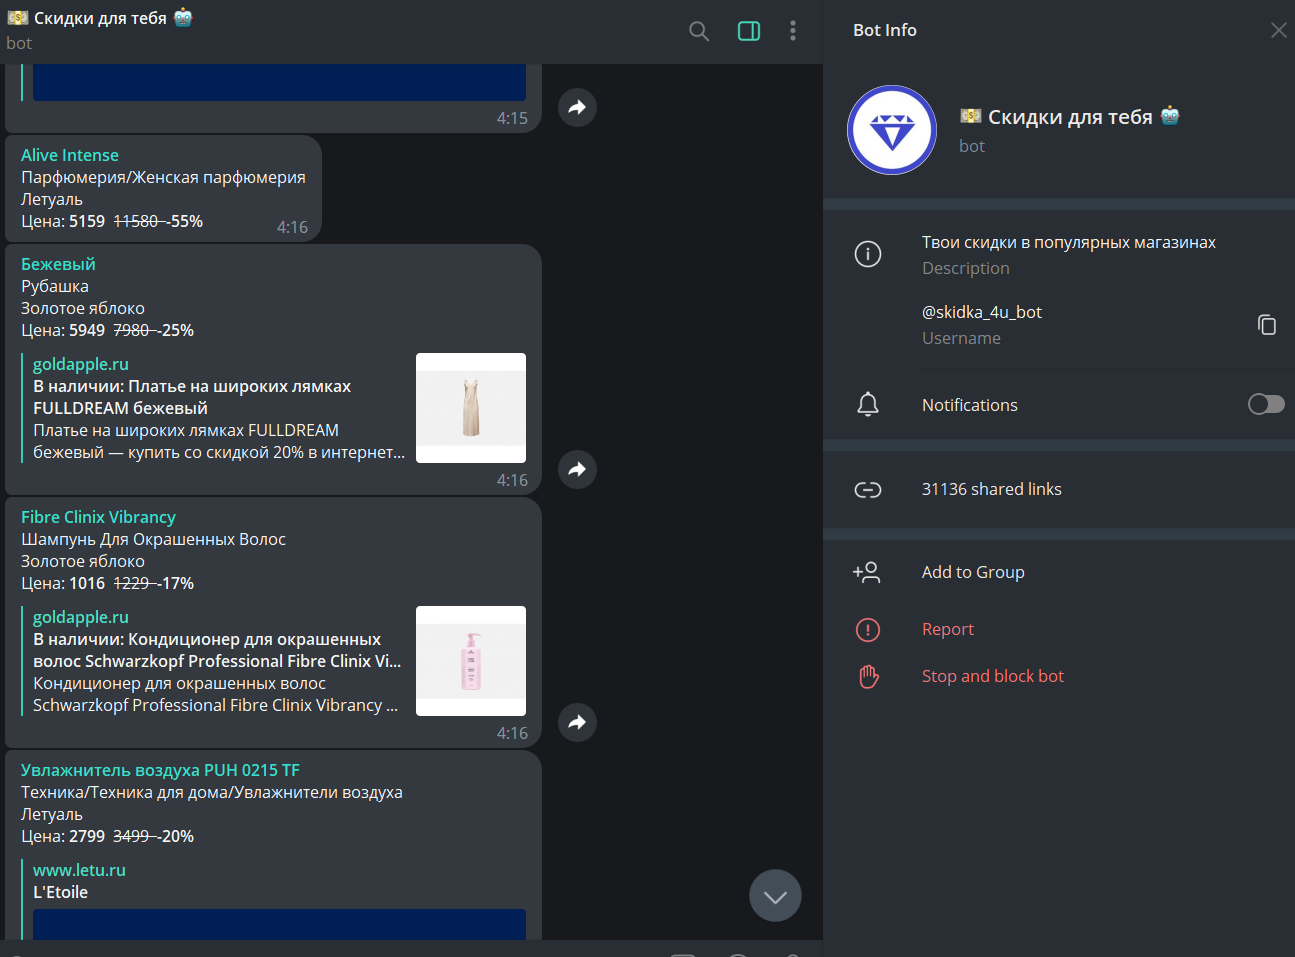 💵 Скидки для тебя 🤖
bot
4:15
Alive Intense
Парфюмерия/Женская парфюмерия
Летуаль
Цена: 5159 11580 -55%
4:16
Бежевый
Рубашка
Золотое яблоко
Цена: 5949 7980 -25%
goldapple.ru
В наличии: Платье на широких лямках
FULLDREAM бежевый
Платье на широких лямках FULLDREAM
бежевый — купить со скидкой 20% в интернет...
4:16
Fibre Clinix Vibrancy
Шампунь Для Окрашенных Волос
Золотое яблоко
Цена: 1016 1229 -17%
goldapple.ru
В наличии: Кондиционер для окрашенных
волос Schwarzkopf Professional Fibre Clinix Vi...
Кондиционер для окрашенных волос
Schwarzkopf Professional Fibre Clinix Vibrancy ...
4:16
Увлажнитель воздуха PUH 0215 TF
Техника/Техника для дома/Увлажнители воздуха
Летуаль
Цена: 2799 3499 -20%
www.letu.ru
L'Etoile
Bot Info
💵 Скидки для тебя 🤖
bot
Твои скидки в популярных магазинах
Description
@skidka_4u_bot
Username
Notifications
31136 shared links
Add to Group
Report
Stop and block bot